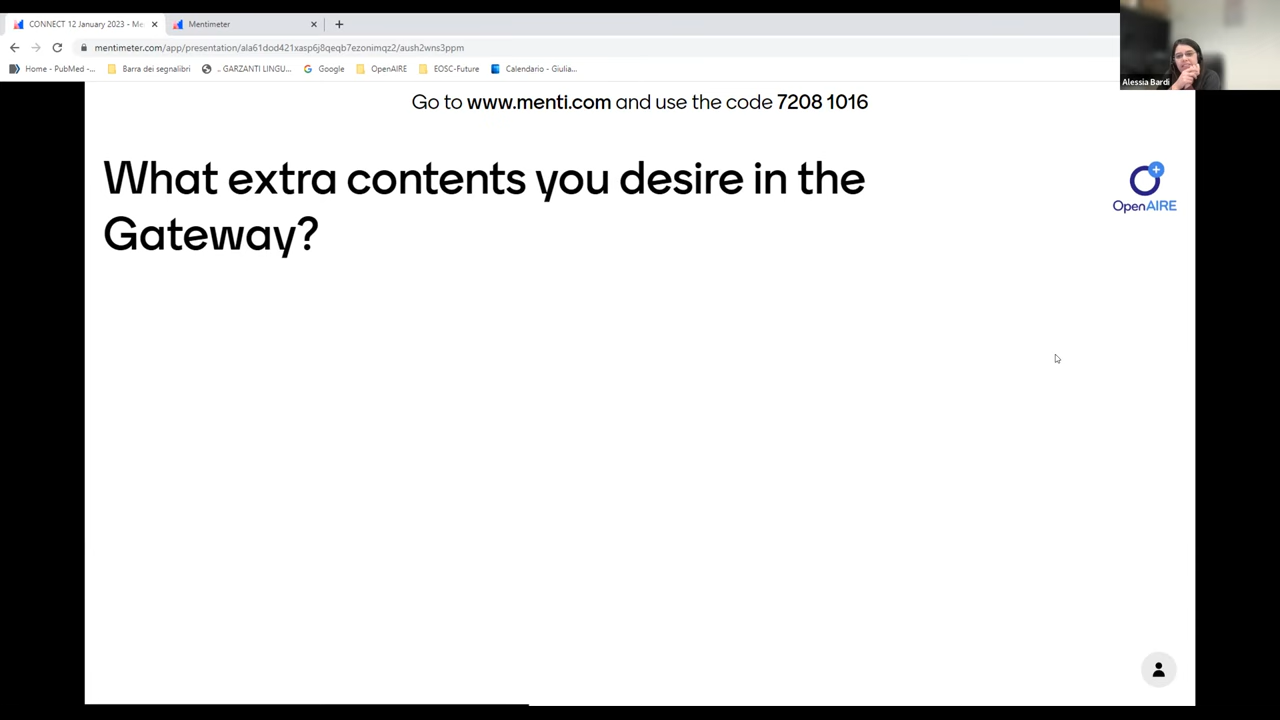 CONNECT 12 January 2023 - Me
Mentimeter
mentimeter.com/app/presentation/ala61dod421xasp6j8qeqb7ezonimqz2/aush2wns3ppm
Home - PubMed -... Barra dei segnalibri .. GARZANTI LINGU... Google OpenAIRE EOSC-Future Calendario - Giulia...
Alessia Bardi
Go to www.menti.com and use the code 7208 1016
What extra contents you desire in the
Gateway?
OpenAIRE